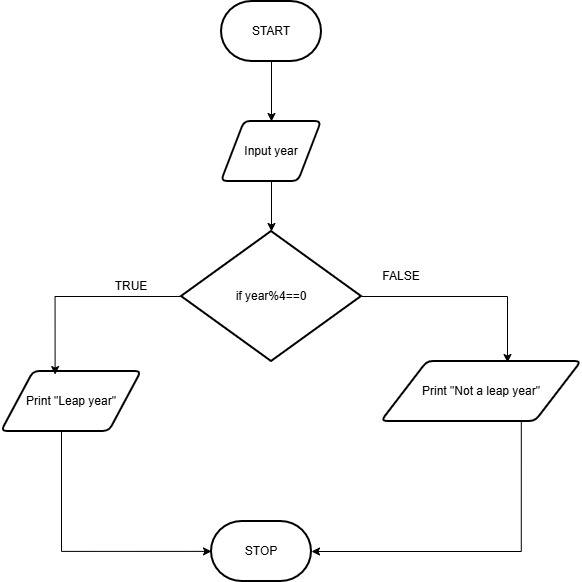 START
Input year
if year%4==0
TRUE
FALSE
Print "Leap year"
Print "Not a leap year"
STOP